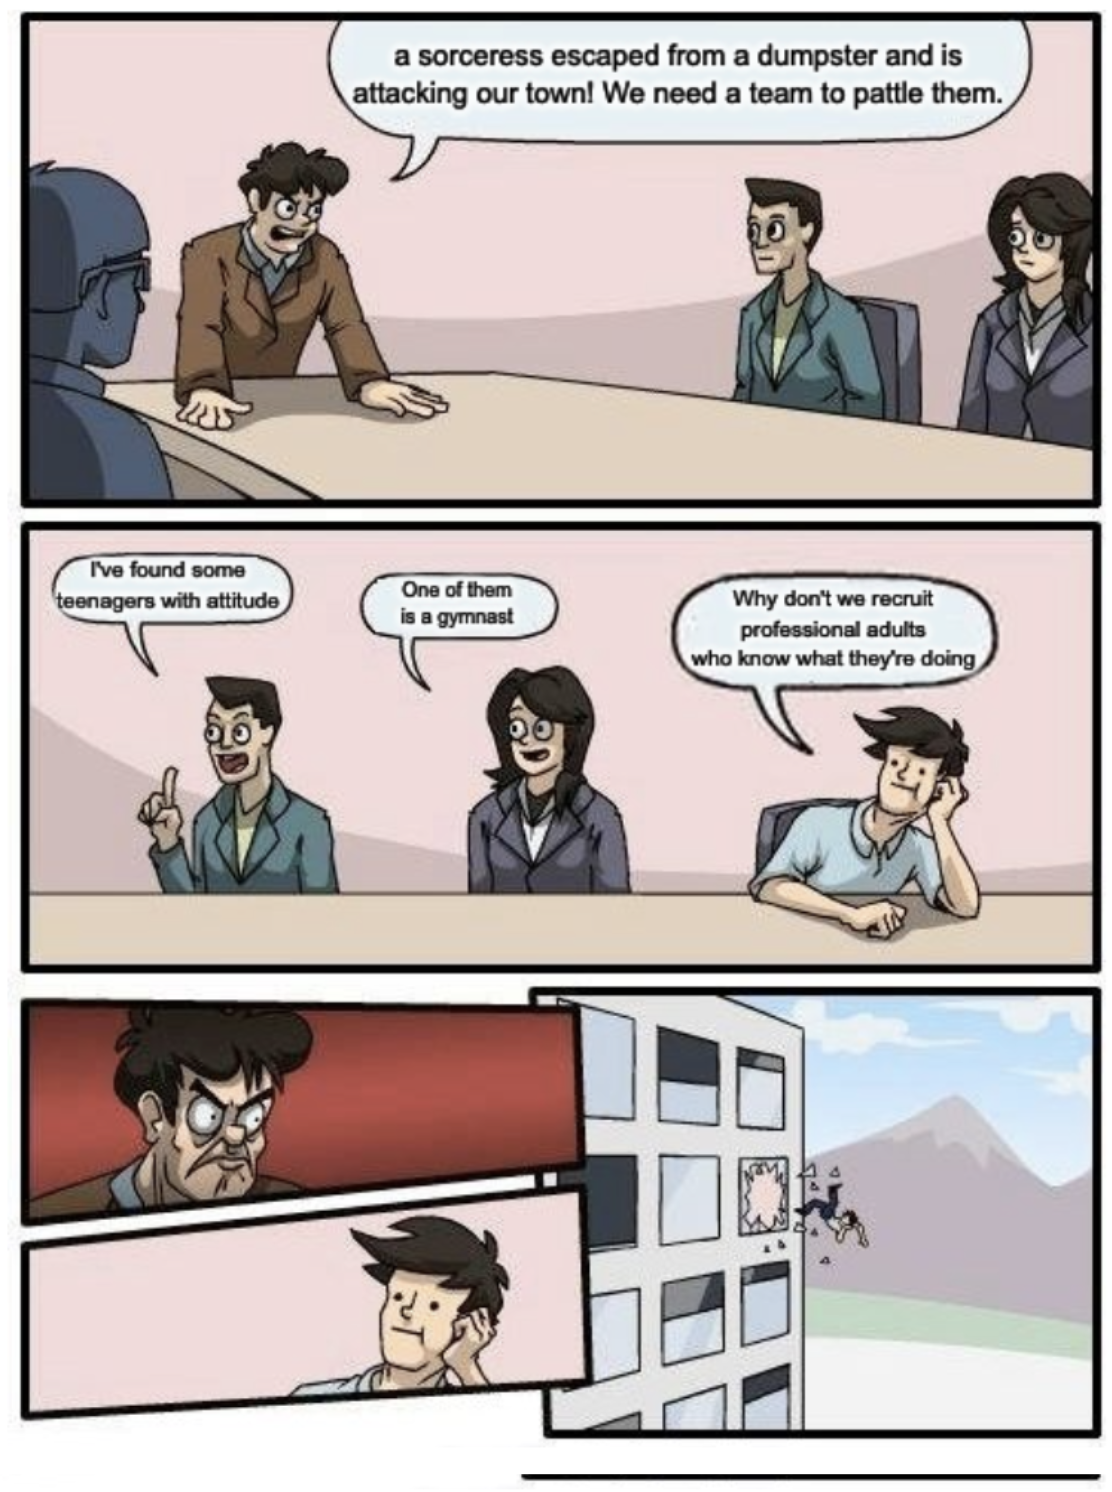 a sorceress escaped from a dumpster and is
attacking our town! We need a team to pattle them.
I've found some
teenagers with attitude
One of them
is a gymnast
Why don't we recruit
professional adults
who know what they're doing